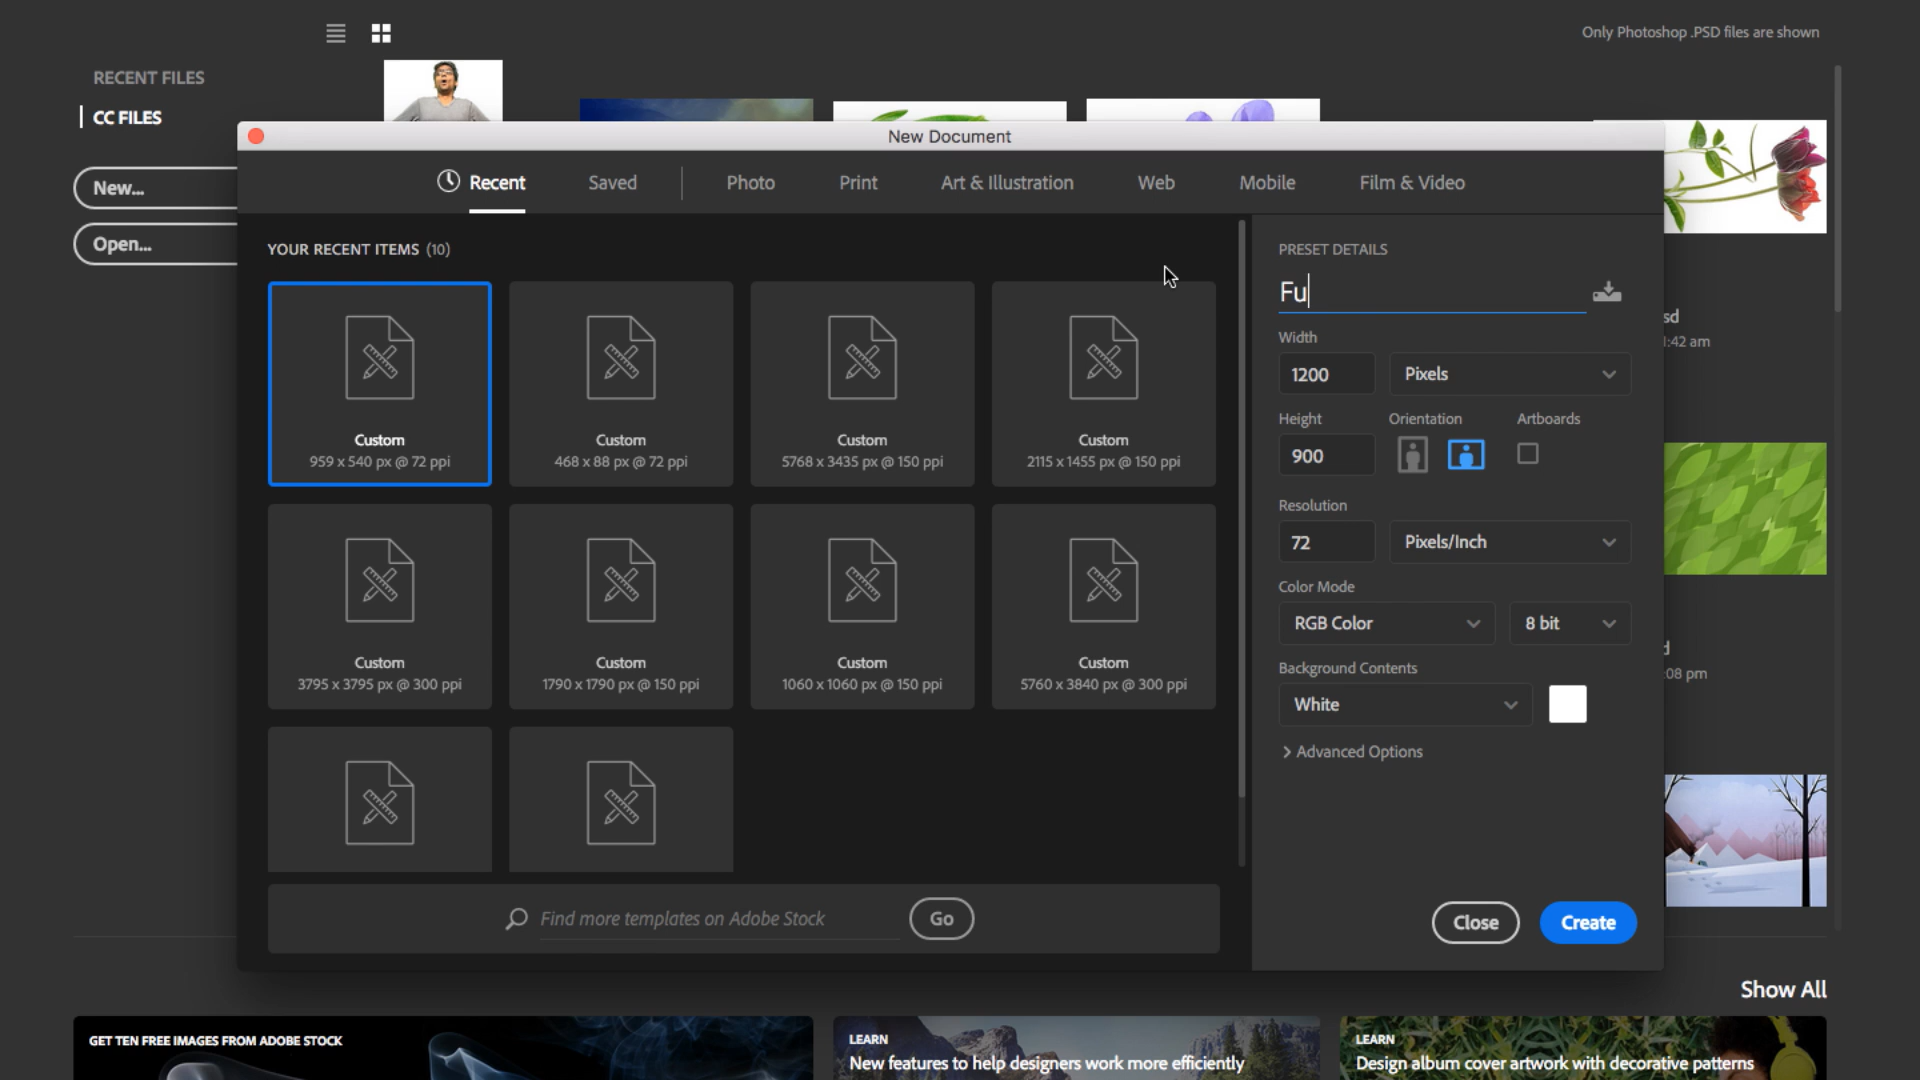 Only Photoshop .PSD files are shown
RECENT FILES
CC FILES
New...
Open...
New Document
Recent
Saved
Photo
Print
Art & Illustration
Web
Mobile
Film & Video
YOUR RECENT ITEMS (10)
Custom
959 x 540 px @ 72 ppi
Custom
468 x 88 px @ 72 ppi
Custom
5768 x 3435 px @ 150 ppi
Custom
2115 x 1455 px @ 150 ppi
Custom
3795 x 3795 px @ 300 ppi
Custom
1790 x 1790 px @ 150 ppi
Custom
1060 x 1060 px @ 150 ppi
Custom
5760 x 3840 px @ 300 ppi
Find more templates on Adobe Stock
Go
PRESET DETAILS
Fu
Width
1200
Pixels
Height
Orientation
Artboards
900
Resolution
72
Pixels/Inch
Color Mode
RGB Color
8 bit
Background Contents
White
Advanced Options
Close
Create
sd
:42 am
d
:08 pm
Show All
GET TEN FREE IMAGES FROM ADOBE STOCK
LEARN
New features to help designers work more efficiently
LEARN
Design album cover artwork with decorative patterns